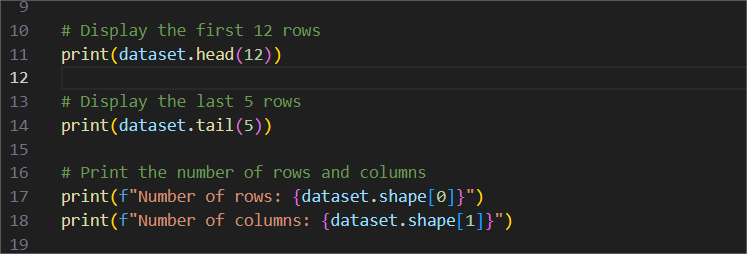 9
10 # Display the first 12 rows
11 print(dataset.head(12))
12
13 # Display the last 5 rows
14 print(dataset.tail(5))
15
16 # Print the number of rows and columns
17 print(f"Number of rows: {dataset.shape[0]}")
18 print(f"Number of columns: {dataset.shape[1]}")
19